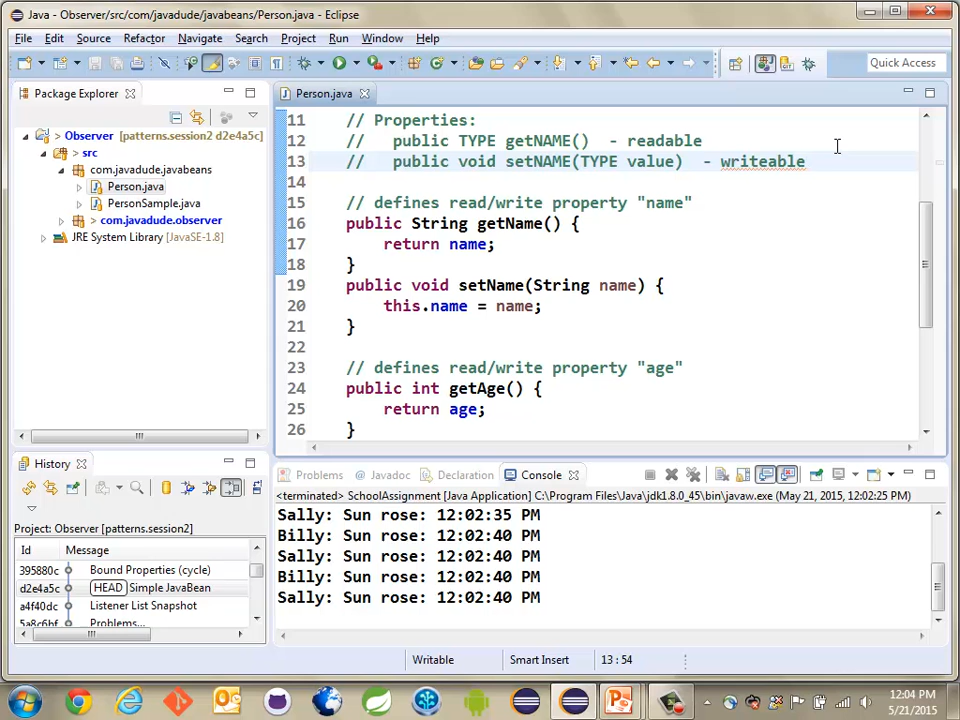 Java - Observer/src/com/javadude/javabeans/Person.java - Eclipse
File Edit Source Refactor Navigate Search Project Run Window Help
Quick Access
Package Explorer
> Observer [patterns.session2 d2e4a5c]
> src
com.javadude.javabeans
Person.java
PersonSample.java
> com.javadude.observer
JRE System Library [JavaSE-1.8]
Person.java
11 // Properties:
12 // public TYPE getNAME() - readable
13 // public void setNAME(TYPE value) - writeable
14
15 // defines read/write property "name"
16 public String getName() {
17 return name;
18 }
19 public void setName(String name) {
20 this.name = name;
21 }
22
23 // defines read/write property "age"
24 public int getAge() {
25 return age;
26 }
History
Project: Observer [patterns.session2]
Id Message
395880c Bound Properties (cycle)
d2e4a5c HEAD Simple JavaBean
a4f40dc Listener List Snapshot
5a8c6bf Problems...
Problems @ Javadoc Declaration Console
<terminated> SchoolAssignment [Java Application] C:\Program Files\Java\jdk1.8.0_45\bin\javaw.exe (May 21, 2015, 12:02:25 PM)
Sally: Sun rose: 12:02:35 PM
Billy: Sun rose: 12:02:40 PM
Sally: Sun rose: 12:02:40 PM
Billy: Sun rose: 12:02:40 PM
Sally: Sun rose: 12:02:40 PM
Writable Smart Insert 13 : 54
12:04 PM
5/21/2015